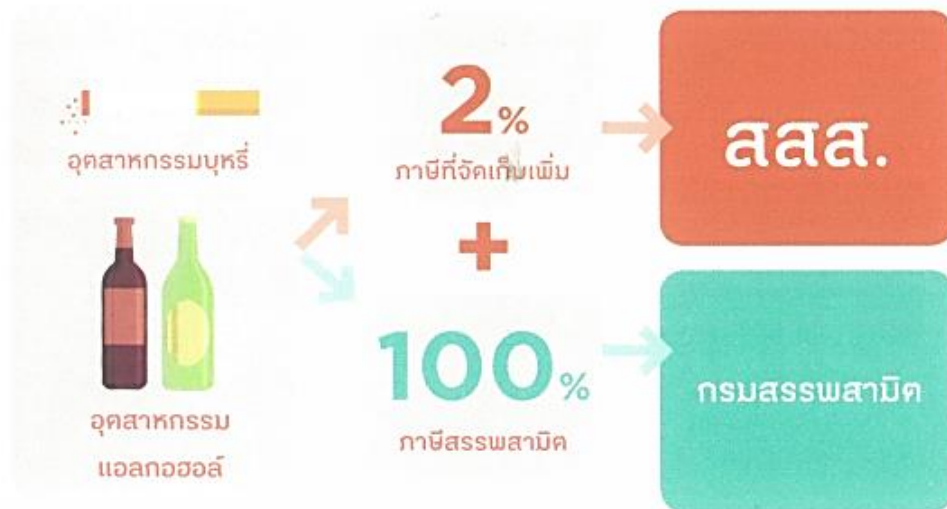 อุตสาหกรรมบุหรี่
2%
ภาษีที่จัดเก็บเพิ่ม
สสส.
+
อุตสาหกรรม
แอลกอฮอล์
100%
ภาษีสรรพสามิต
กรมสรรพสามิต